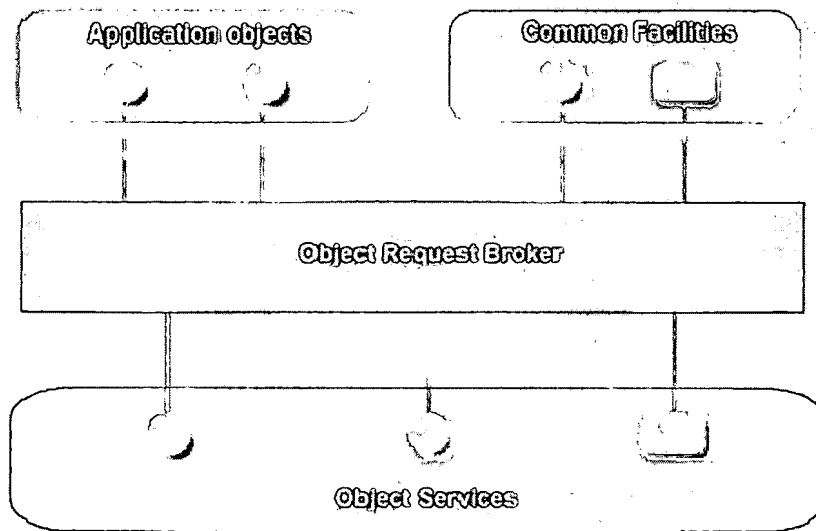 Application objects
Common Facilities
Object Request Broker
Object Services